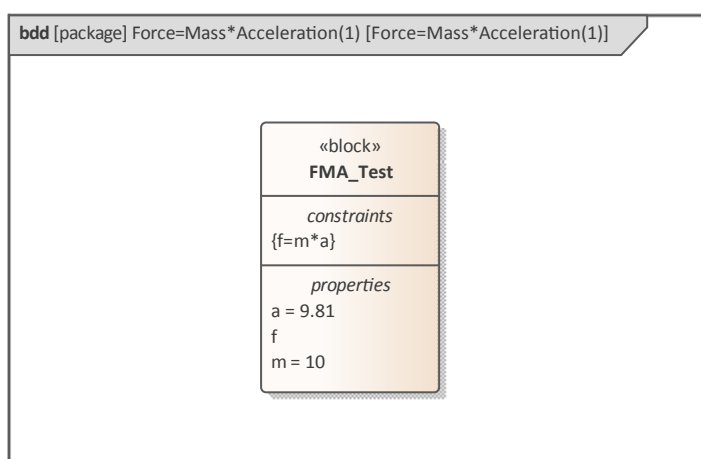 bdd [package] Force=Mass*Acceleration(1) [Force=Mass*Acceleration(1)]
«block»
FMA_Test
constraints
{f=m*a}
properties
a = 9.81
f
m = 10